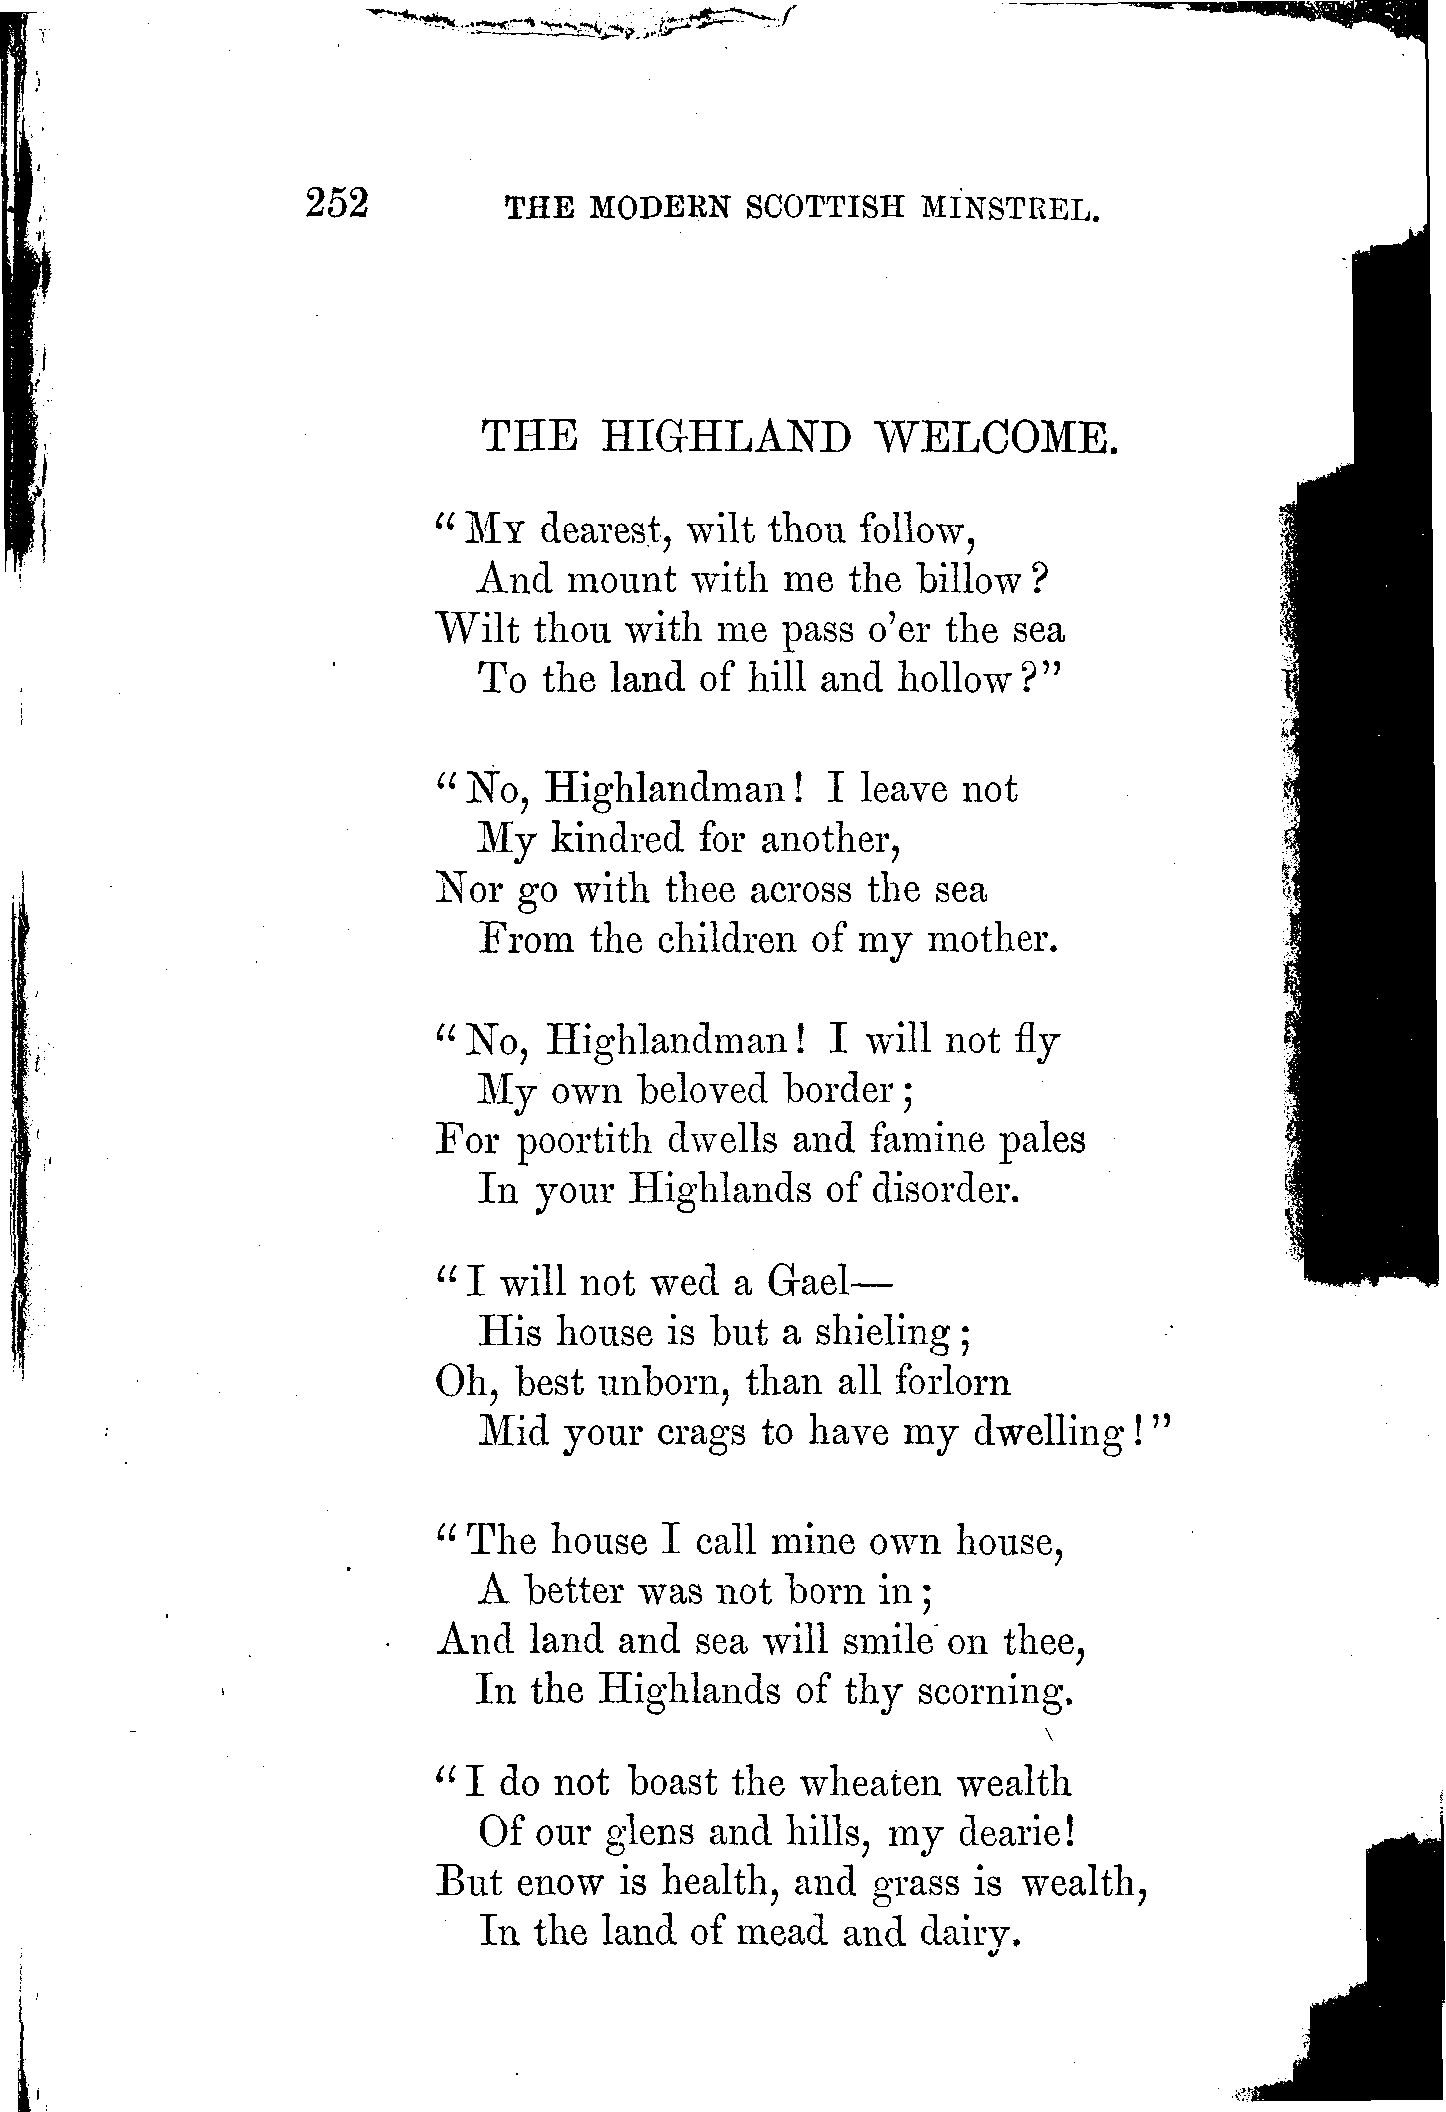 252 THE MODERN SCOTTISH MINSTREL.
THE HIGHLAND WELCOME.
“My dearest, wilt thou follow,
And mount with me the billow?
Wilt thou with me pass o’er the sea
To the land of hill and hollow?”
“No, Highlandman! I leave not
My kindred for another,
Nor go with thee across the sea
From the children of my mother.
“No, Highlandman! I will not fly
My own beloved border;
For poortith dwells and famine pales
In your Highlands of disorder.
“I will not wed a Gael—
His house is but a shieling;
Oh, best unborn, than all forlorn
Mid your crags to have my dwelling!”
“The house I call mine own house,
A better was not born in;
And land and sea will smile on thee,
In the Highlands of thy scorning.
“I do not boast the wheaten wealth
Of our glens and hills, my dearie!
But enow is health, and grass is wealth,
In the land of mead and dairy.